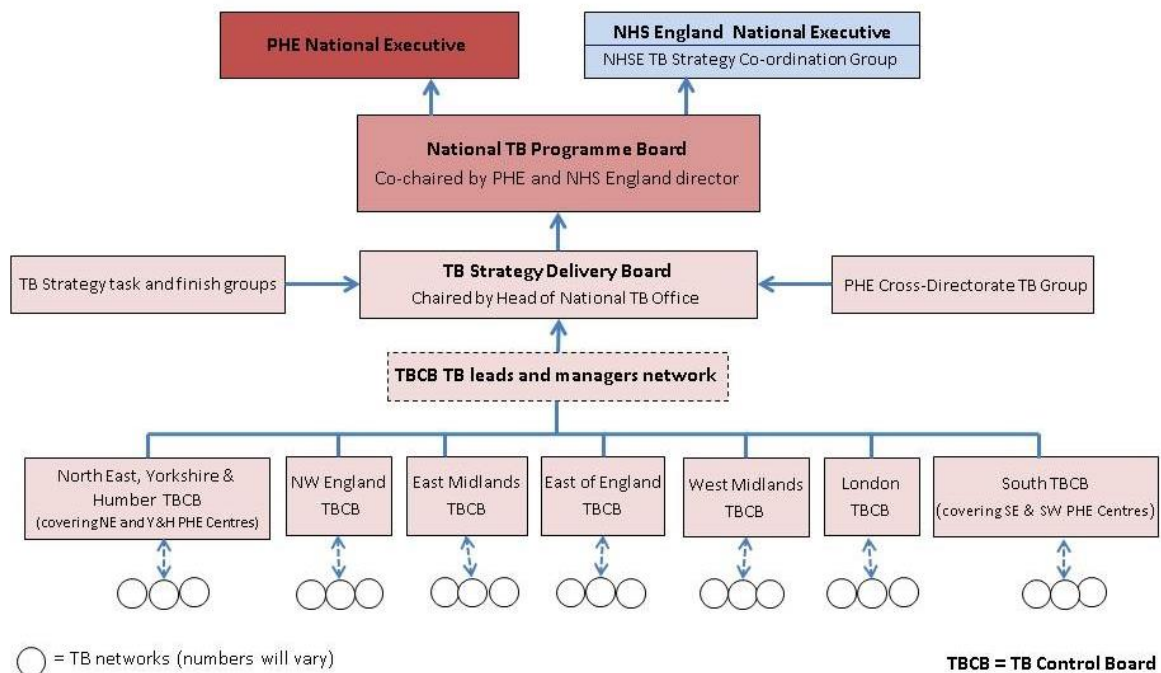 PHE National Executive
NHS England National Executive
NHSE TB Strategy Co-ordination Group
National TB Programme Board
Co-chaired by PHE and NHS England director
TB Strategy task and finish groups
TB Strategy Delivery Board
Chaired by Head of National TB Office
PHE Cross-Directorate TB Group
TBCB TB leads and managers network
North East, Yorkshire &
Humber TBCB
(covering NE and Y&H PHE Centres)
NW England
TBCB
East Midlands
TBCB
East of England
TBCB
West Midlands
TBCB
London
TBCB
South TBCB
(covering SE & SW PHE Centres)
= TB networks (numbers will vary)
TBCB = TB Control Board